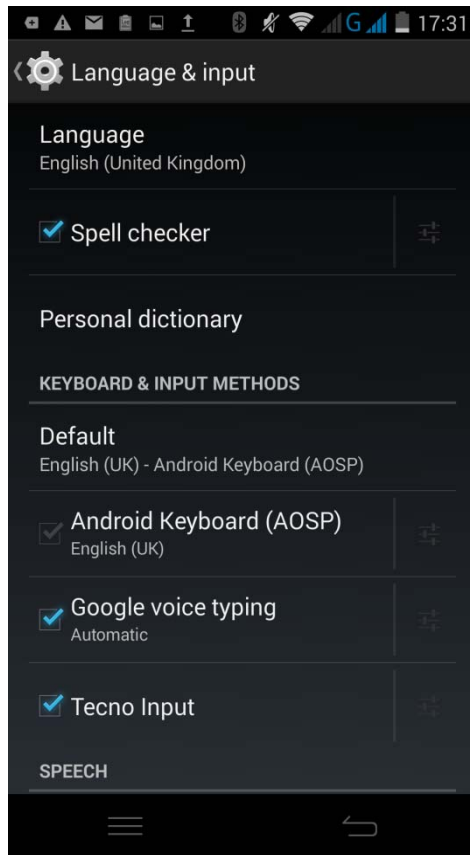 G 17:31
Language & input
Language
English (United Kingdom)
Spell checker
Personal dictionary
KEYBOARD & INPUT METHODS
Default
English (UK) - Android Keyboard (AOSP)
Android Keyboard (AOSP)
English (UK)
Google voice typing
Automatic
Tecno Input
SPEECH